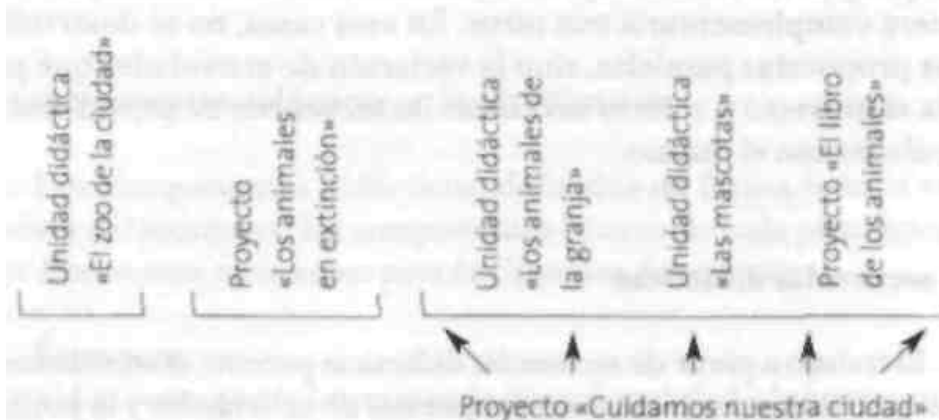 Unidad didáctica
«El zoo de la ciudad»
Proyecto
«Los animales
en extinción»
Unidad didáctica
«Los animales de
la granja»
Unidad didáctica
«Las mascotas»
Proyecto «El libro
de los animales»
Proyecto «Cuidamos nuestra ciudad»